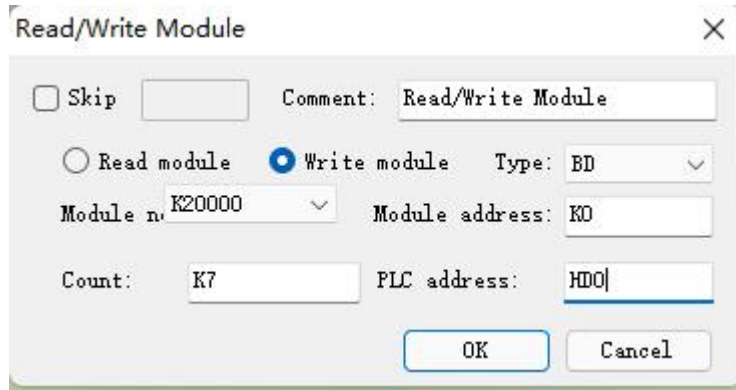 Read/Write Module
Skip Comment: Read/Write Module
Read module Write module Type: BD
Module n K20000 Module address: K0
Count: K7 PLC address: HD0
OK Cancel